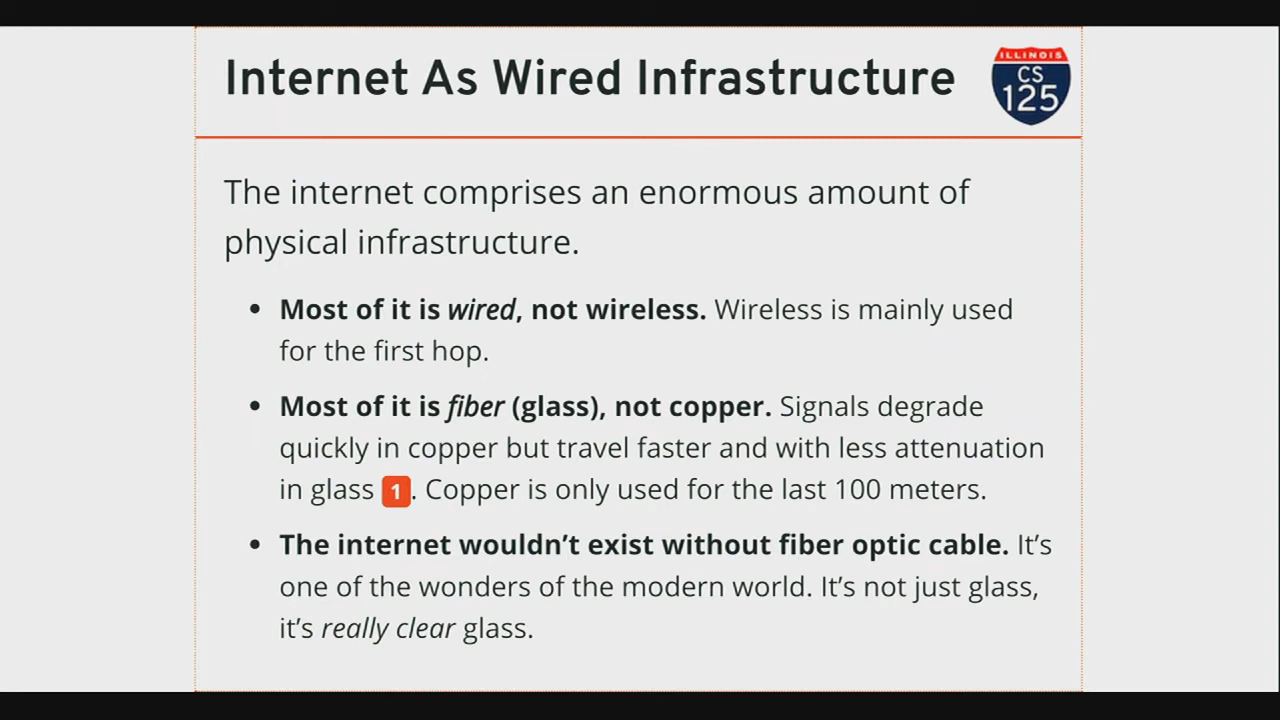 Internet As Wired Infrastructure
ILLINOIS
CS
125
The internet comprises an enormous amount of
physical infrastructure.
• Most of it is wired, not wireless. Wireless is mainly used
for the first hop.
• Most of it is fiber (glass), not copper. Signals degrade
quickly in copper but travel faster and with less attenuation
in glass 1. Copper is only used for the last 100 meters.
• The internet wouldn’t exist without fiber optic cable. It’s
one of the wonders of the modern world. It’s not just glass,
it’s really clear glass.